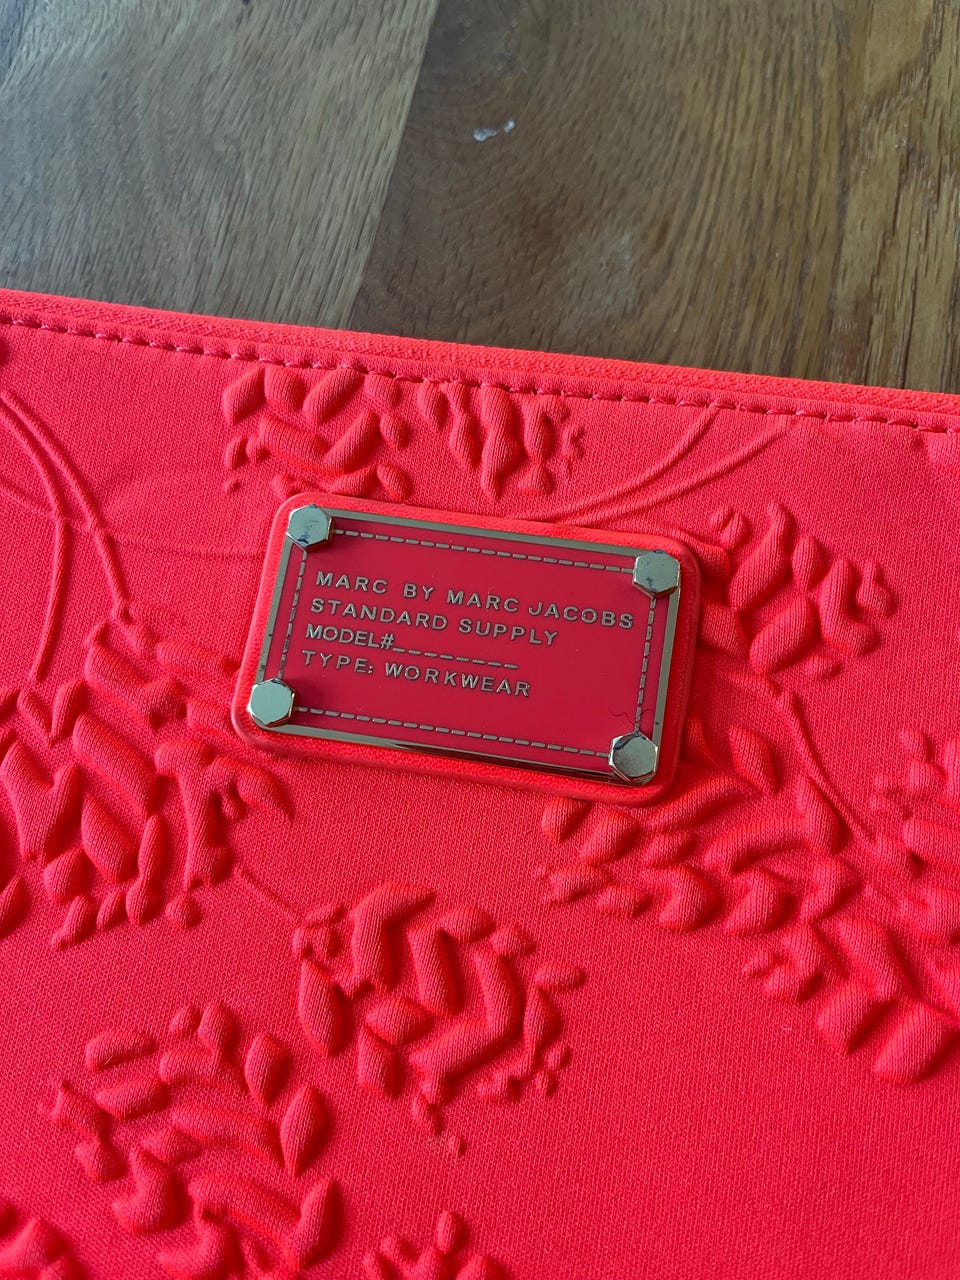 MARC BY MARC JACOBS
STANDARD SUPPLY
MODEL#________
TYPE: WORKWEAR